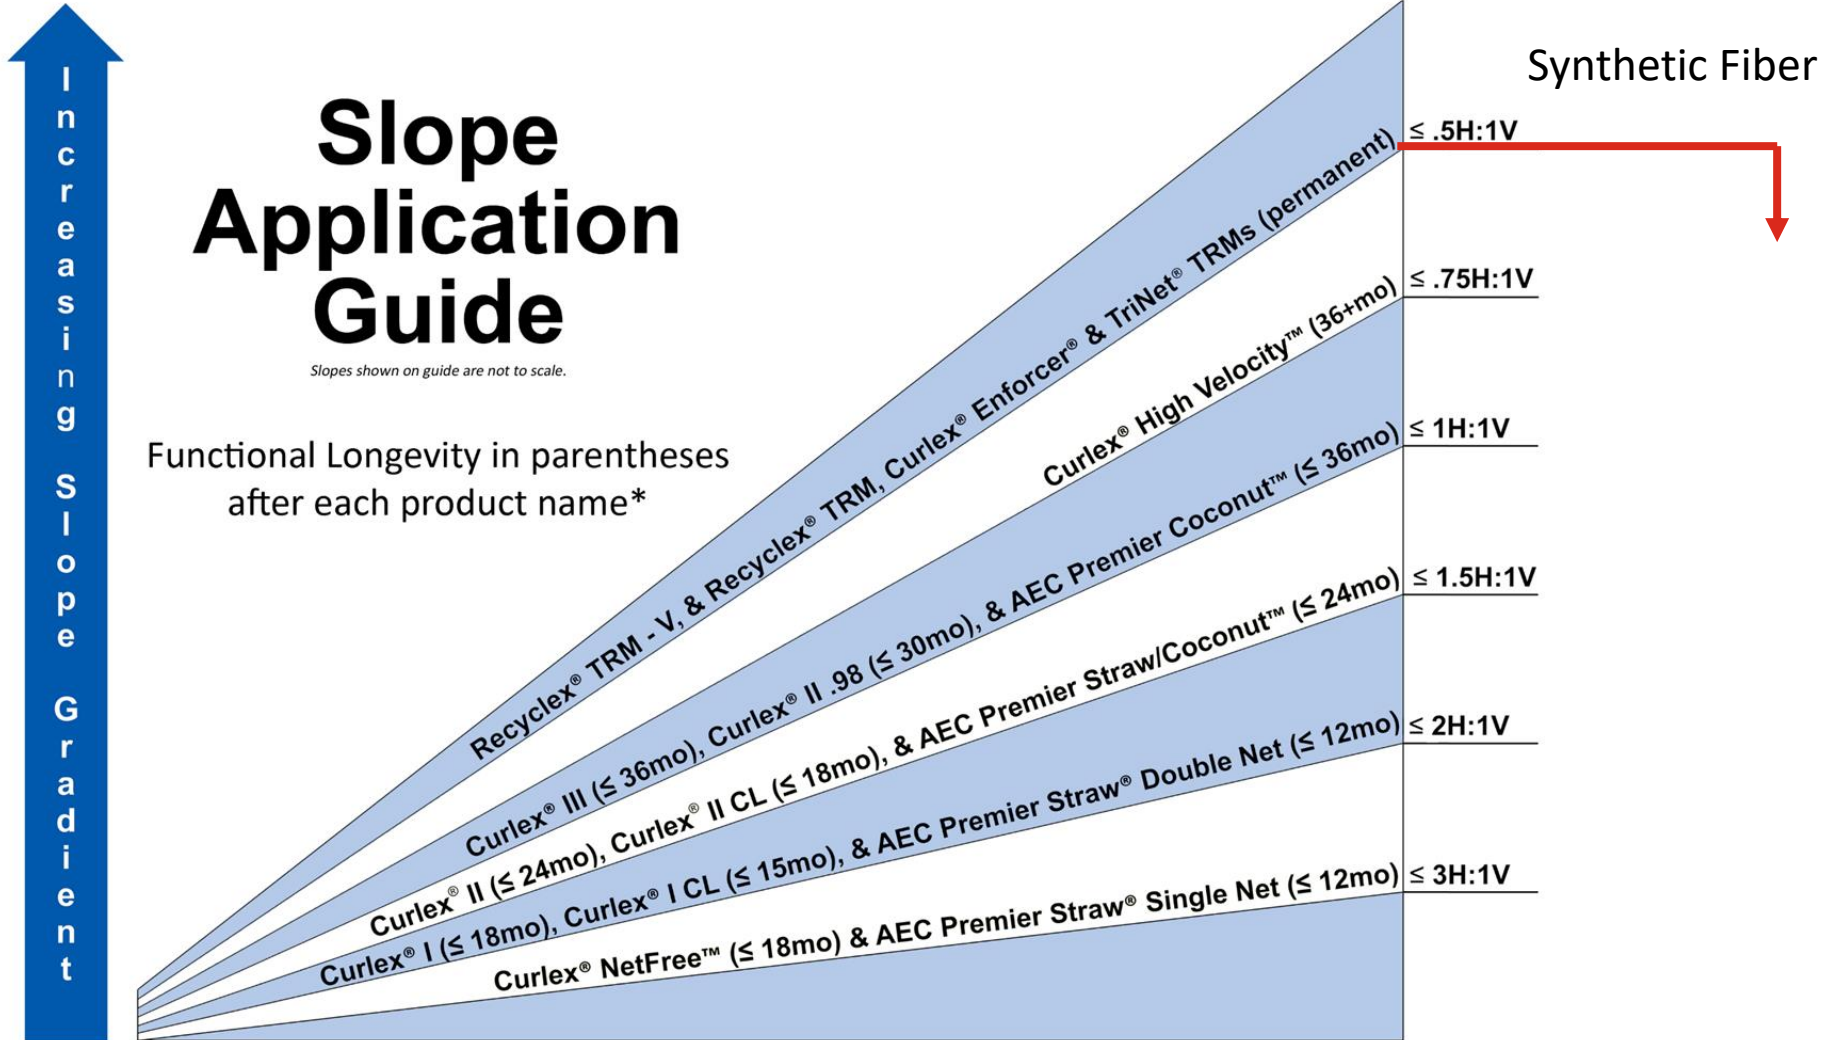 Increasing Slope Gradient
Slope
Application
Guide
Slopes shown on guide are not to scale.
Functional Longevity in parentheses
after each product name*
Synthetic Fiber
Recyclex® TRM - V, & Recyclex® TRM, Curlex® Enforcer® & TriNet® TRMs (permanent)
≤ .5H:1V
Curlex® High Velocity™ (36+mo)
≤ .75H:1V
Curlex® III (≤ 36mo), Curlex® II .98 (≤ 30mo), & AEC Premier Coconut™ (≤ 36mo)
≤ 1H:1V
Curlex® II (≤ 24mo), Curlex® II CL (≤ 18mo), & AEC Premier Straw/Coconut™ (≤ 24mo)
≤ 1.5H:1V
Curlex® I (≤ 18mo), Curlex® I CL (≤ 15mo), & AEC Premier Straw® Double Net (≤ 12mo)
≤ 2H:1V
Curlex® NetFree™ (≤ 18mo) & AEC Premier Straw® Single Net (≤ 12mo)
≤ 3H:1V